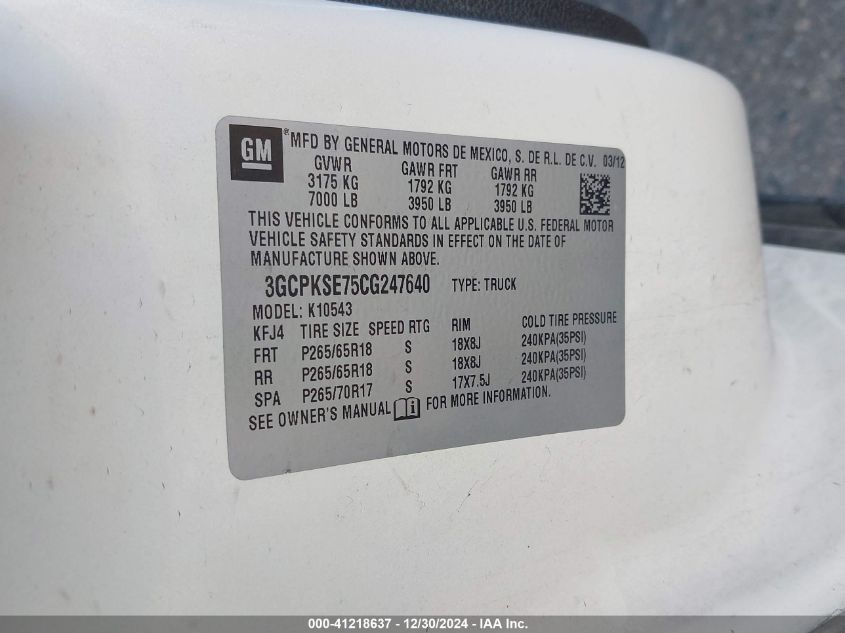 GM ® MFD BY GENERAL MOTORS DE MEXICO, S. DE R.L. DE C.V. 03/12
GVWR GAWR FRT GAWR RR
3175 KG 1792 KG 1792 KG
7000 LB 3950 LB 3950 LB
THIS VEHICLE CONFORMS TO ALL APPLICABLE U.S. FEDERAL MOTOR
VEHICLE SAFETY STANDARDS IN EFFECT ON THE DATE OF
MANUFACTURE SHOWN ABOVE.
3GCPKSE75CG247640 TYPE: TRUCK
MODEL: K10543
KFJ4 TIRE SIZE SPEED RTG RIM COLD TIRE PRESSURE
FRT P265/65R18 S 18X8J 240KPA(35PSI)
RR P265/65R18 S 18X8J 240KPA(35PSI)
SPA P265/70R17 S 17X7.5J 240KPA(35PSI)
SEE OWNER'S MANUAL FOR MORE INFORMATION.
000-41218637 - 12/30/2024 - IAA Inc.